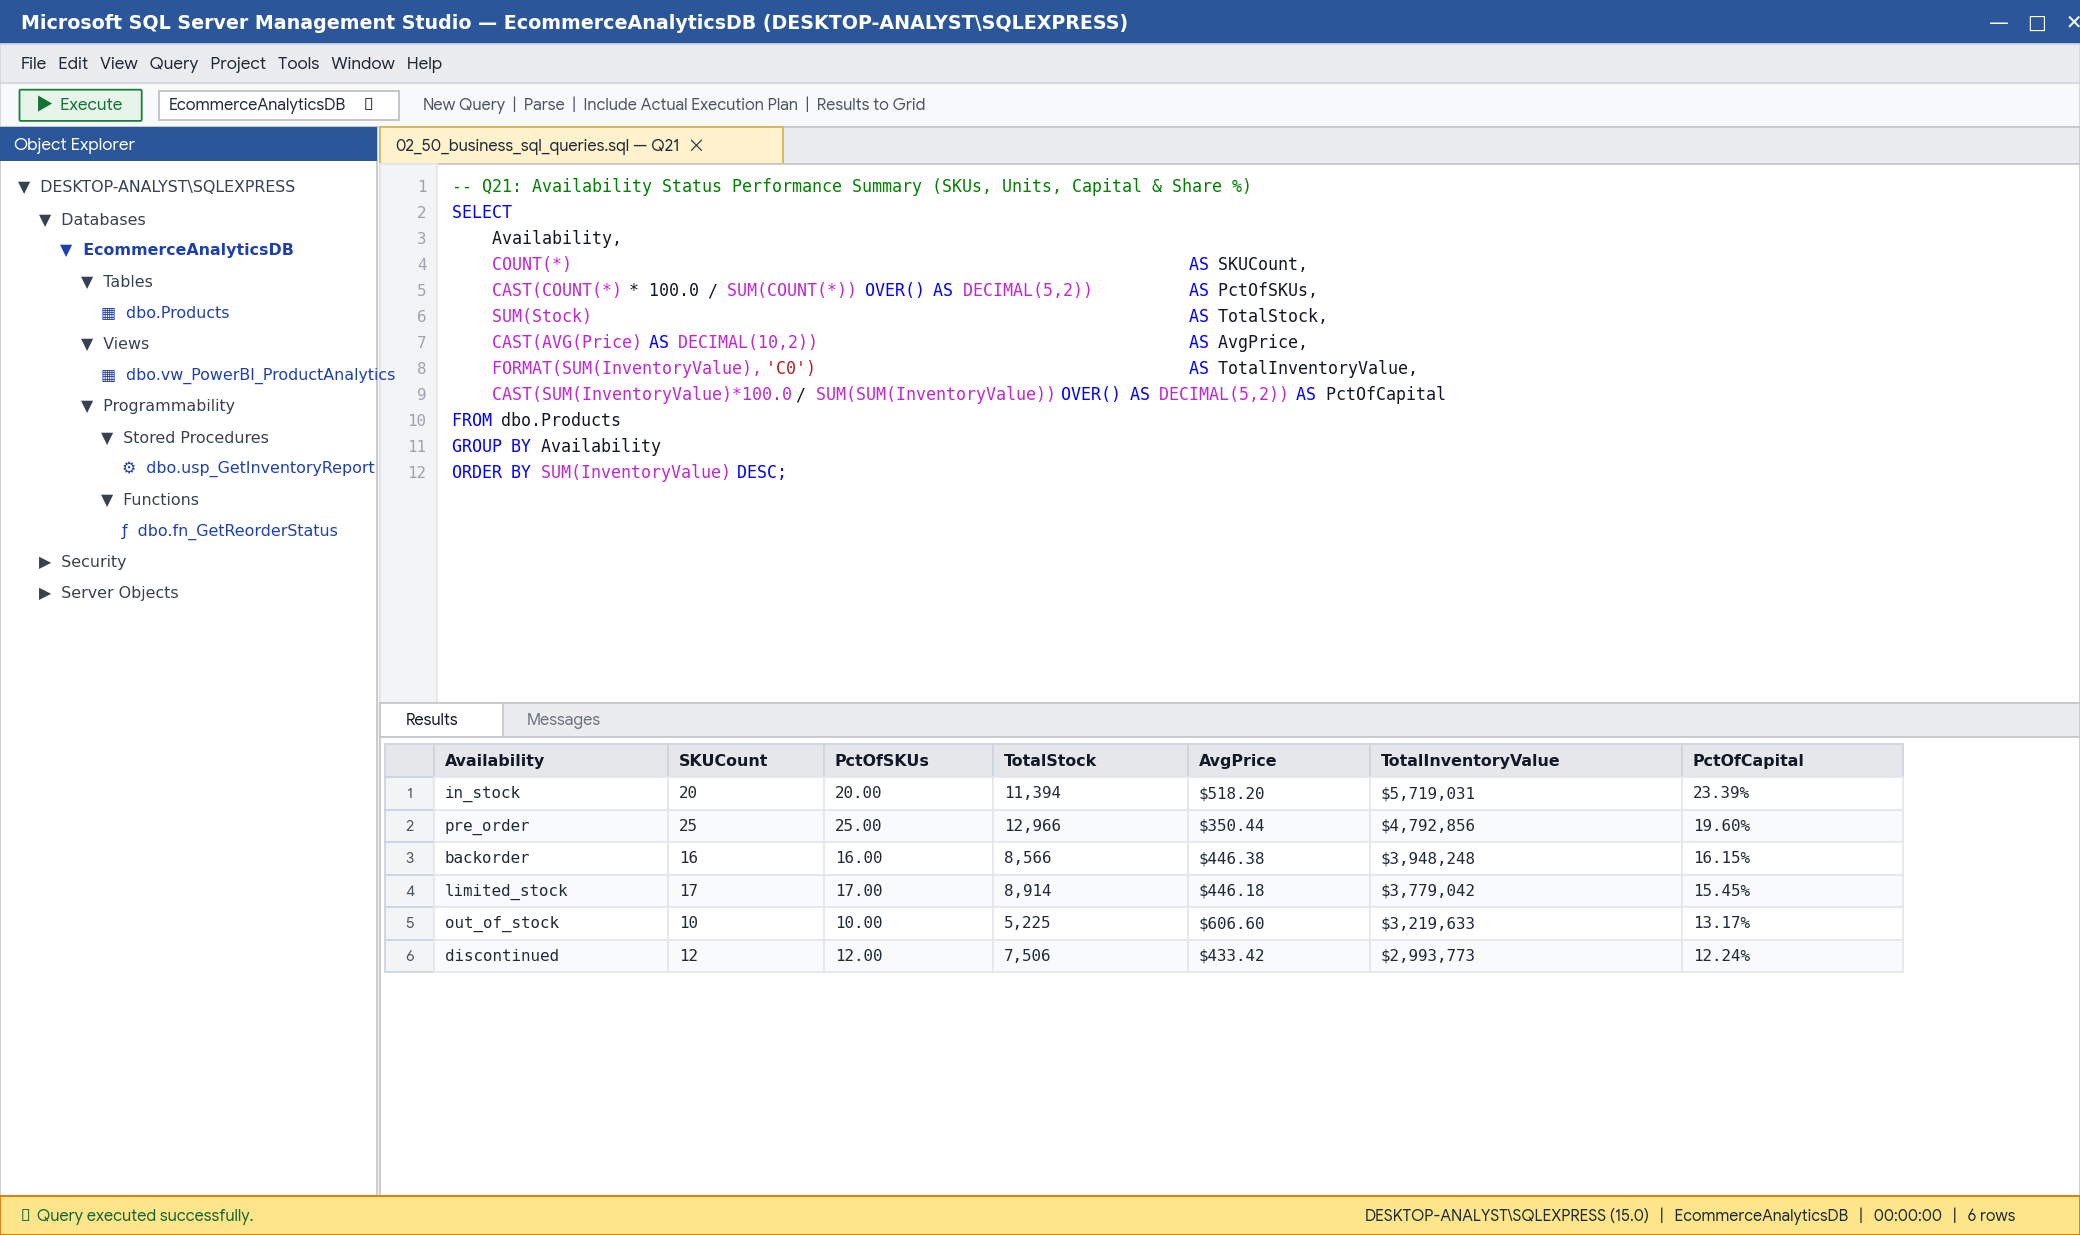 Microsoft SQL Server Management Studio — EcommerceAnalyticsDB (DESKTOP-ANALYST\SQLEXPRESS)
File Edit View Query Project Tools Window Help
Execute EcommerceAnalyticsDB New Query | Parse | Include Actual Execution Plan | Results to Grid
Object Explorer
DESKTOP-ANALYST\SQLEXPRESS
Databases
EcommerceAnalyticsDB
Tables
dbo.Products
Views
dbo.vw_PowerBI_ProductAnalytics
Programmability
Stored Procedures
dbo.usp_GetInventoryReport
Functions
ƒ dbo.fn_GetReorderStatus
Security
Server Objects
02_50_business_sql_queries.sql — Q21 ×
1 -- Q21: Availability Status Performance Summary (SKUs, Units, Capital & Share %)
2 SELECT
3 Availability,
4 COUNT(*) AS SKUCount,
5 CAST(COUNT(*) * 100.0 / SUM(COUNT(*)) OVER() AS DECIMAL(5,2)) AS PctOfSKUs,
6 SUM(Stock) AS TotalStock,
7 CAST(AVG(Price) AS DECIMAL(10,2)) AS AvgPrice,
8 FORMAT(SUM(InventoryValue), 'C0') AS TotalInventoryValue,
9 CAST(SUM(InventoryValue)*100.0 / SUM(SUM(InventoryValue)) OVER() AS DECIMAL(5,2)) AS PctOfCapital
10 FROM dbo.Products
11 GROUP BY Availability
12 ORDER BY SUM(InventoryValue) DESC;
Results Messages
Availability SKUCount PctOfSKUs TotalStock AvgPrice TotalInventoryValue PctOfCapital
1 in_stock 20 20.00 11,394 $518.20 $5,719,031 23.39%
2 pre_order 25 25.00 12,966 $350.44 $4,792,856 19.60%
3 backorder 16 16.00 8,566 $446.38 $3,948,248 16.15%
4 limited_stock 17 17.00 8,914 $446.18 $3,779,042 15.45%
5 out_of_stock 10 10.00 5,225 $606.60 $3,219,633 13.17%
6 discontinued 12 12.00 7,506 $433.42 $2,993,773 12.24%
Query executed successfully. DESKTOP-ANALYST\SQLEXPRESS (15.0) | EcommerceAnalyticsDB | 00:00:00 | 6 rows